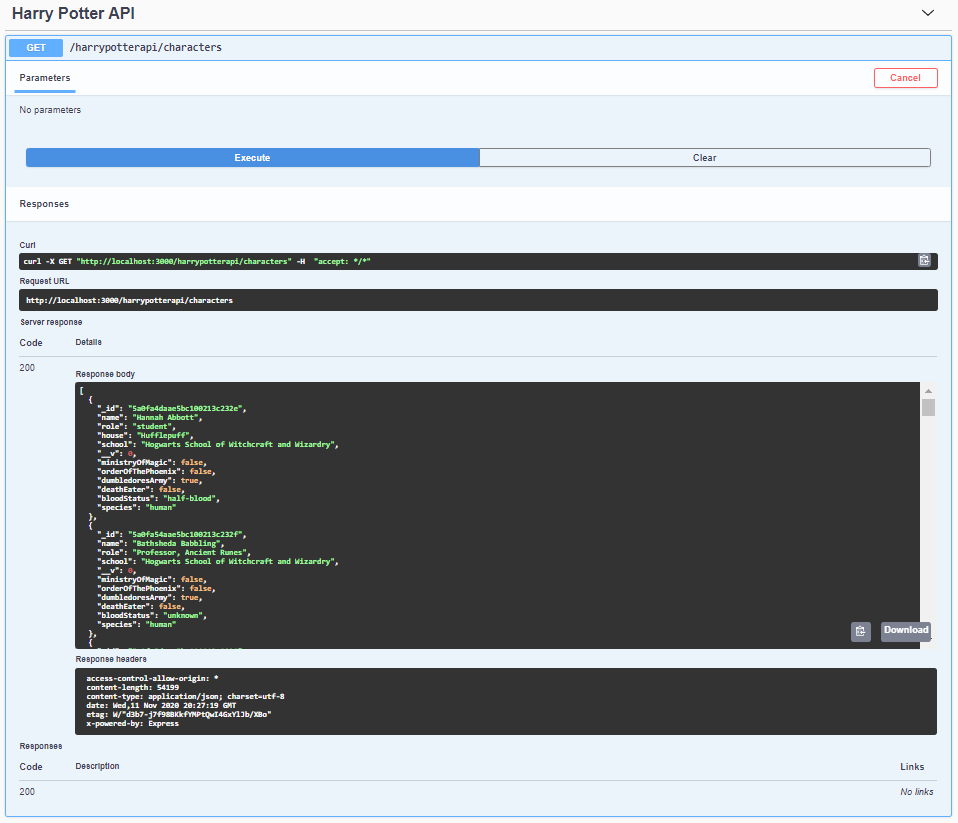 Harry Potter API
GET /harrypotterapi/characters
Parameters
Cancel
No parameters
Execute
Clear
Responses
Curl
curl -X GET "http://localhost:3000/harrypotterapi/characters" -H "accept: */*"
Request URL
http://localhost:3000/harrypotterapi/characters
Server response
Code Details
200
Response body
[
{
"_id": "5a0fa4daae5bc100213c232e",
"name": "Hannah Abbott",
"role": "student",
"house": "Hufflepuff",
"school": "Hogwarts School of Witchcraft and Wizardry",
"__v": 0,
"ministryOfMagic": false,
"orderOfThePhoenix": false,
"dumbledoresArmy": true,
"deathEater": false,
"bloodStatus": "half-blood",
"species": "human"
},
{
"_id": "5a0fa54aae5bc100213c232f",
"name": "Bathsheda Babbling",
"role": "Professor, Ancient Runes",
"school": "Hogwarts School of Witchcraft and Wizardry",
"__v": 0,
"ministryOfMagic": false,
"orderOfThePhoenix": false,
"dumbledoresArmy": true,
"deathEater": false,
"bloodStatus": "unknown",
"species": "human"
},
{
Download
Response headers
access-control-allow-origin: *
content-length: 54199
content-type: application/json; charset=utf-8
date: Wed,11 Nov 2020 20:27:19 GMT
etag: W/"d3b7-j7f98BKkfYMPtQwI4GxYlJb/XBo"
x-powered-by: Express
Responses
Code Description Links
200 No links